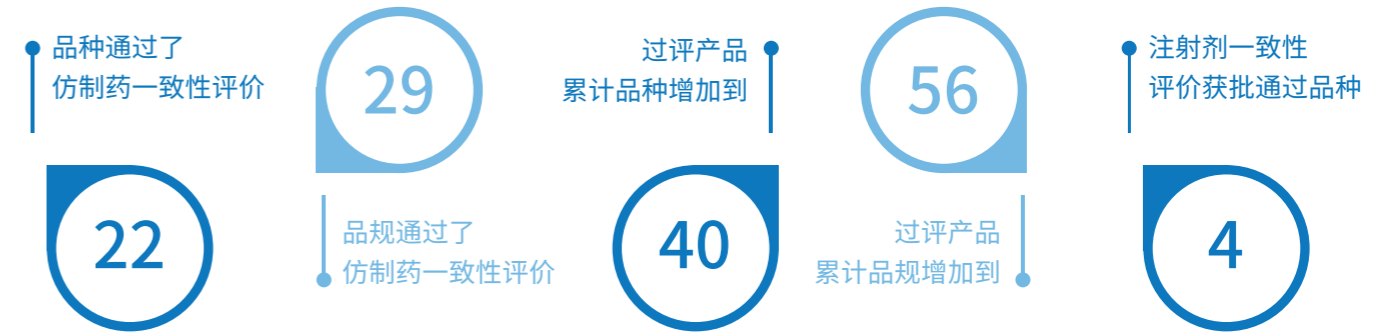 品种通过了
仿制药一致性评价
22
29
品规通过了
仿制药一致性评价
过评产品
累计品种增加到
40
56
过评产品
累计品规增加到
注射剂一致性
评价获批通过品种
4